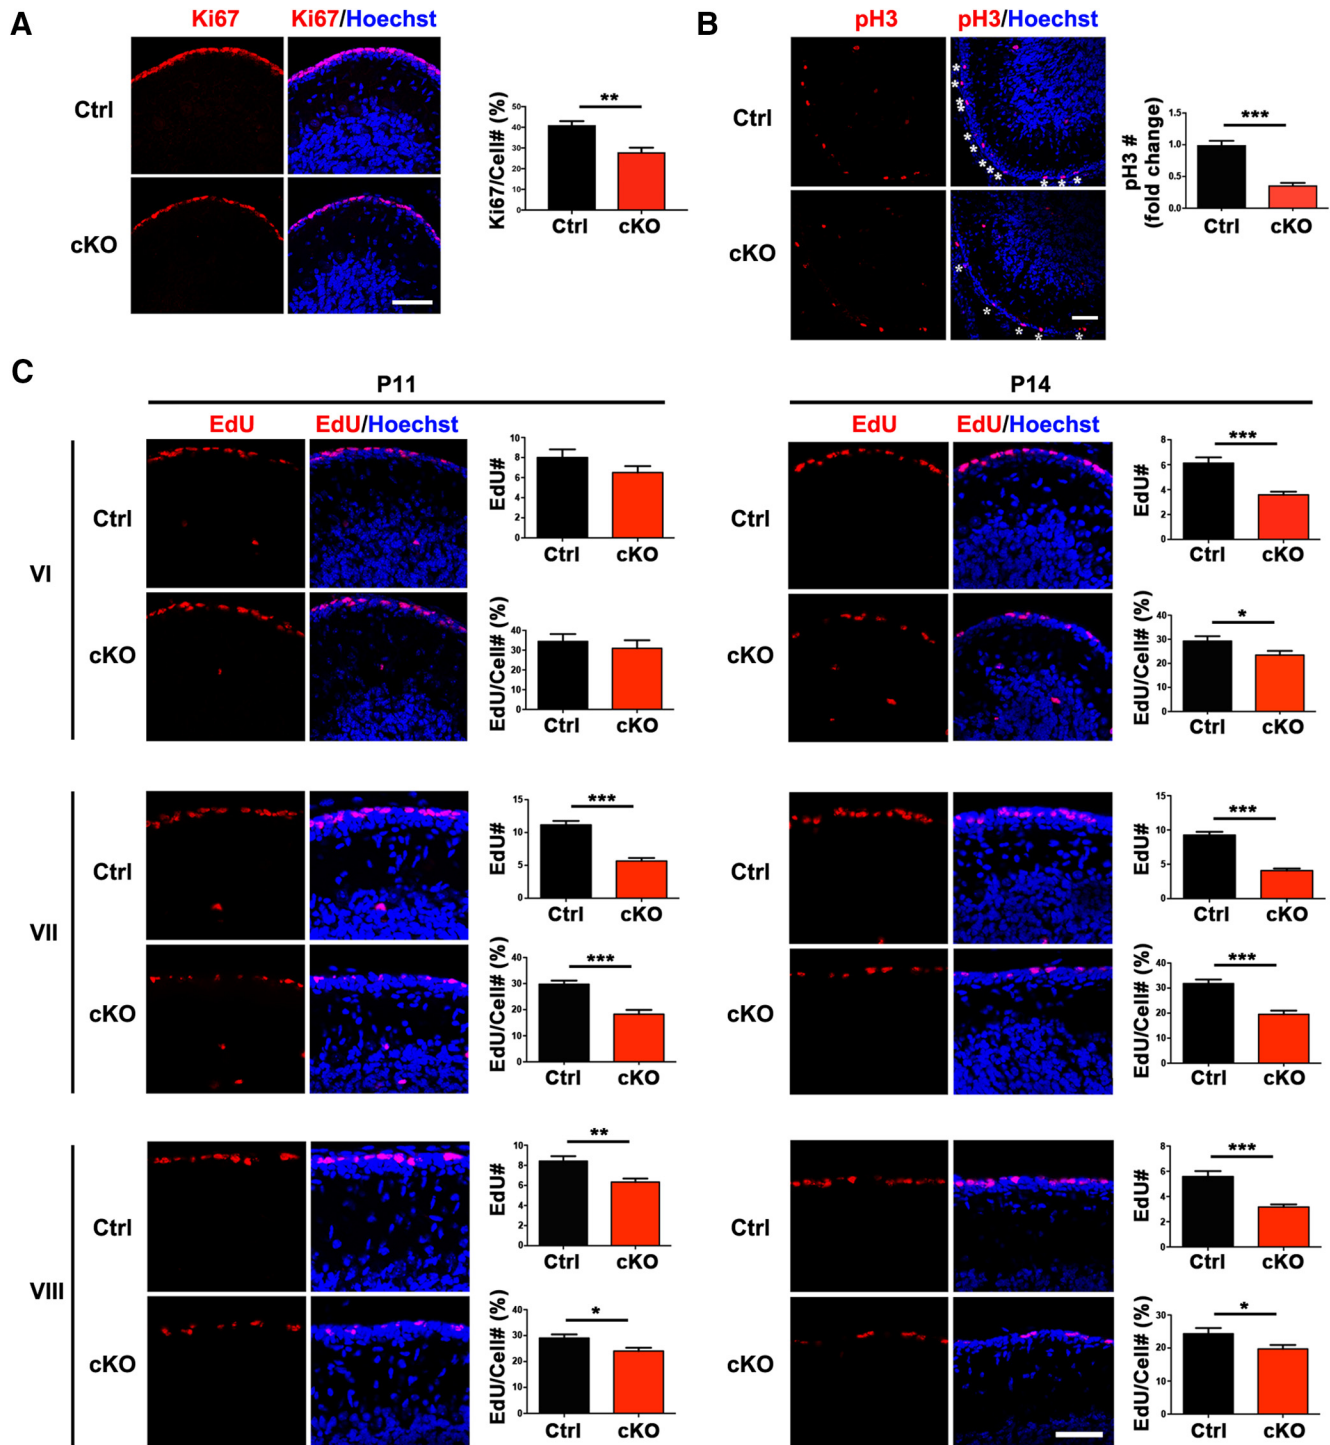 A
Ki67 Ki67/Hoechst
Ctrl
cKO
Ki67/Cell# (%)
50
40
30
20
10
0
**
Ctrl cKO
B
pH3 pH3/Hoechst
Ctrl
cKO
* * * * * * * * * * * *
* * * * *
pH3 #
(fold change)
1.5
1.0
0.5
0.0
***
Ctrl cKO
C
P11
EdU EdU/Hoechst
VI
Ctrl
cKO
EdU#
10
8
6
4
2
0
Ctrl cKO
EdU/Cell# (%)
40
30
20
10
0
Ctrl cKO
VII
Ctrl
cKO
EdU#
15
10
5
0
***
Ctrl cKO
EdU/Cell# (%)
40
30
20
10
0
***
Ctrl cKO
VIII
Ctrl
cKO
EdU#
10
8
6
4
2
0
**
Ctrl cKO
EdU/Cell# (%)
40
30
20
10
0
*
Ctrl cKO
P14
EdU EdU/Hoechst
Ctrl
cKO
EdU#
8
6
4
2
0
***
Ctrl cKO
EdU/Cell# (%)
40
30
20
10
0
*
Ctrl cKO
Ctrl
cKO
EdU#
15
10
5
0
***
Ctrl cKO
EdU/Cell# (%)
40
30
20
10
0
***
Ctrl cKO
Ctrl
cKO
EdU#
8
6
4
2
0
***
Ctrl cKO
EdU/Cell# (%)
30
20
10
0
*
Ctrl cKO